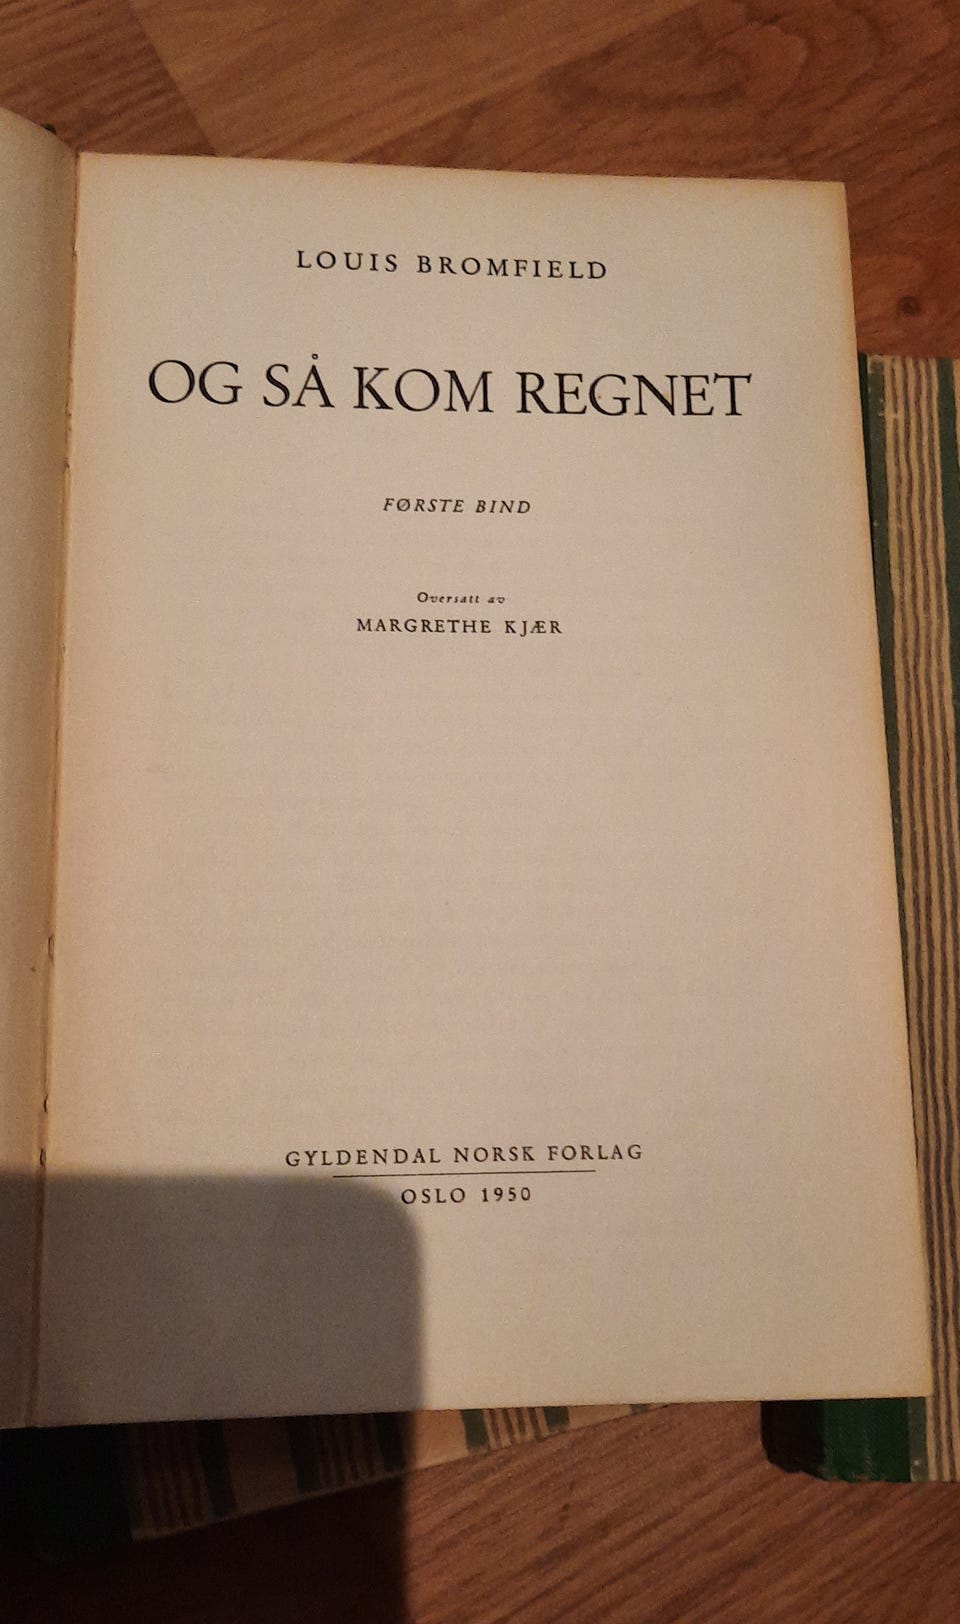 LOUIS BROMFIELD
OG SÅ KOM REGNET
FØRSTE BIND
Oversatt av
MARGRETHE KJÆR
GYLDENDAL NORSK FORLAG
OSLO 1950